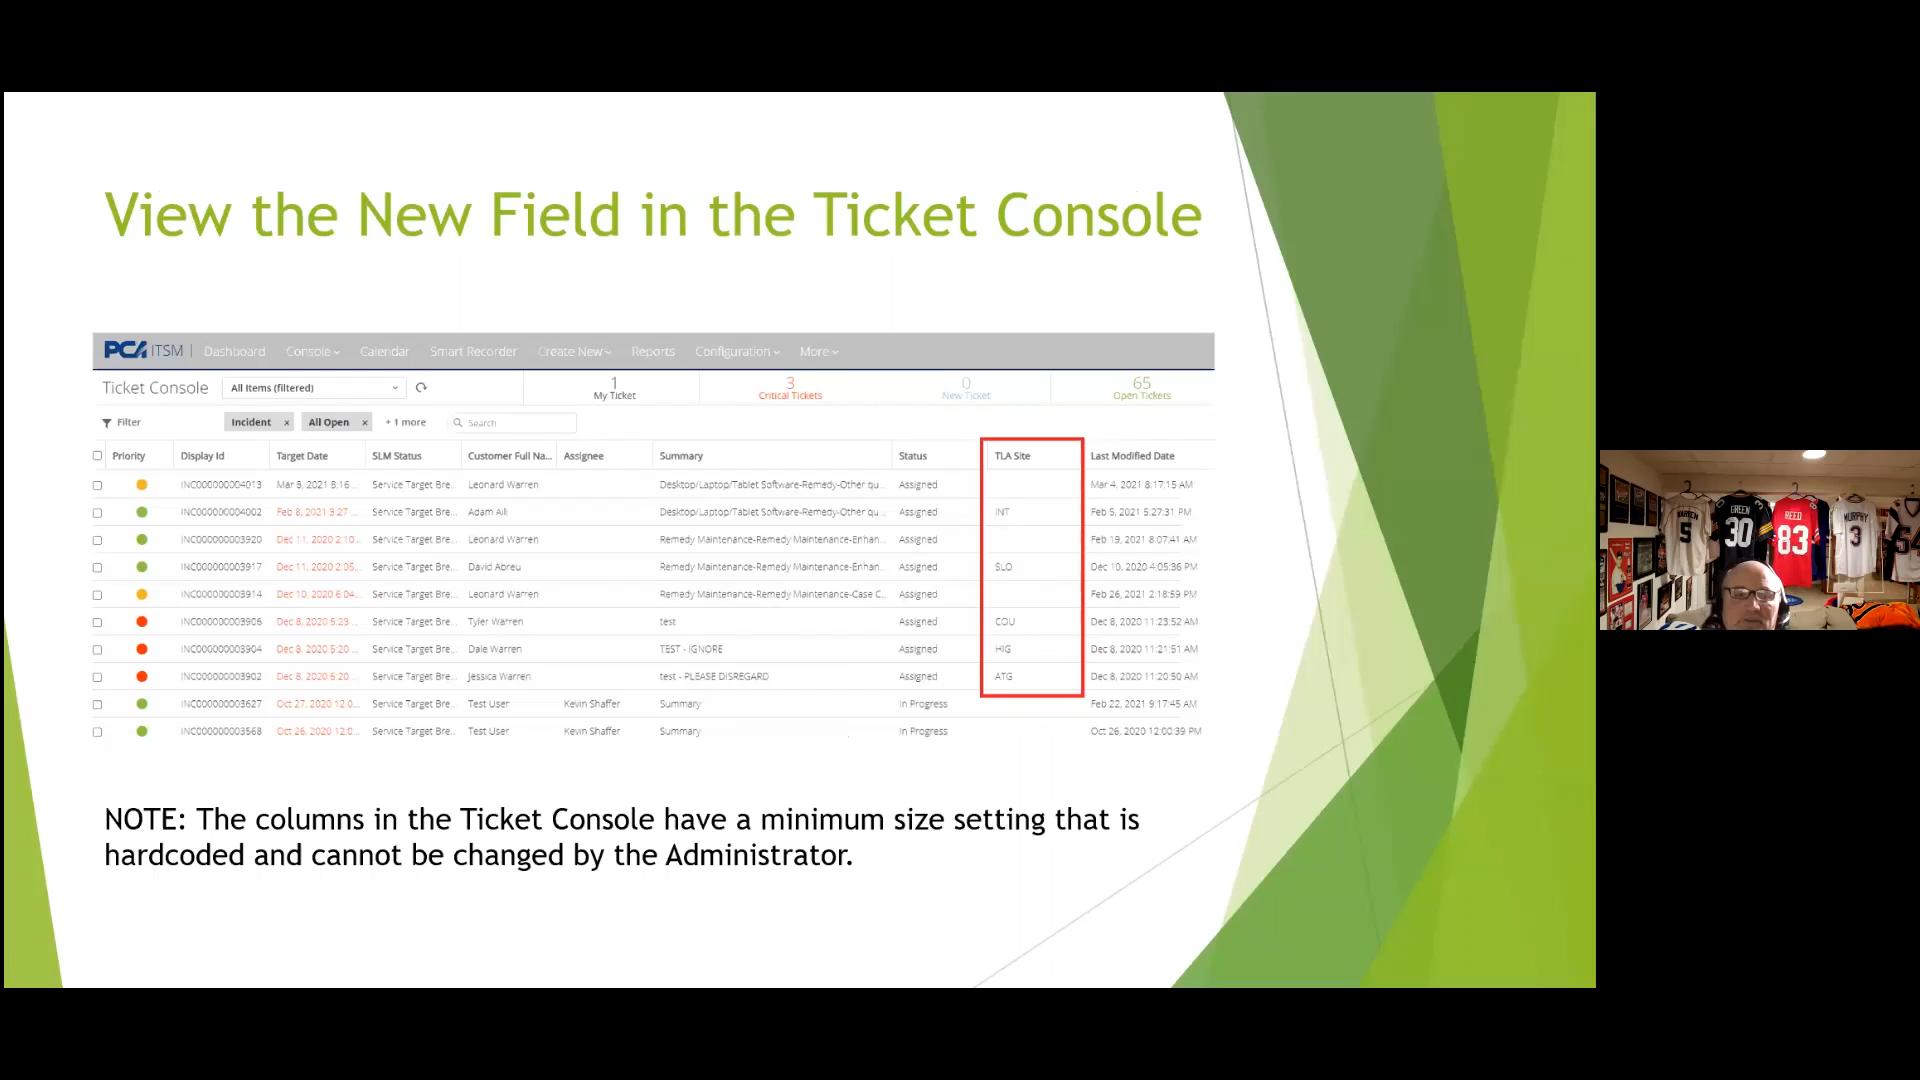 View the New Field in the Ticket Console
PCA ITSM | Dashboard Console Calendar Smart Recorder Create New Reports Configuration More
Ticket Console All Items (filtered) 1 My Ticket 3 Critical Tickets 0 New Ticket 65 Open Tickets
Filter Incident × All Open × + 1 more Search
Priority Display Id Target Date SLM Status Customer Full Na... Assignee Summary Status TLA Site Last Modified Date
INC000000004013 Mar 5, 2021 8:16 ... Service Target Bre... Leonard Warren Desktop/Laptop/Tablet Software-Remedy-Other qu... Assigned Mar 4, 2021 8:17:15 AM
INC000000004002 Feb 8, 2021 3:27 ... Service Target Bre... Adam Aili Desktop/Laptop/Tablet Software-Remedy-Other qu... Assigned INT Feb 5, 2021 5:27:31 PM
INC000000003920 Dec 11, 2020 2:10... Service Target Bre... Leonard Warren Remedy Maintenance-Remedy Maintenance-Enhan... Assigned Feb 19, 2021 8:07:41 AM
INC000000003917 Dec 11, 2020 2:05... Service Target Bre... David Abreu Remedy Maintenance-Remedy Maintenance-Enhan... Assigned SLO Dec 10, 2020 4:05:36 PM
INC000000003914 Dec 10, 2020 6:04... Service Target Bre... Leonard Warren Remedy Maintenance-Remedy Maintenance-Case C... Assigned Feb 26, 2021 2:18:59 PM
INC000000003906 Dec 8, 2020 5:23 ... Service Target Bre... Tyler Warren test Assigned COU Dec 8, 2020 11:23:52 AM
INC000000003904 Dec 8, 2020 5:20 ... Service Target Bre... Dale Warren TEST - IGNORE Assigned HIG Dec 8, 2020 11:21:51 AM
INC000000003902 Dec 8, 2020 5:20 ... Service Target Bre... Jessica Warren test - PLEASE DISREGARD Assigned ATG Dec 8, 2020 11:20:50 AM
INC000000003627 Oct 27, 2020 12:0... Service Target Bre... Test User Kevin Shaffer Summary In Progress Feb 22, 2021 9:17:45 AM
INC000000003568 Oct 26, 2020 12:0... Service Target Bre... Test User Kevin Shaffer Summary In Progress Oct 26, 2020 12:00:39 PM
NOTE: The columns in the Ticket Console have a minimum size setting that is
hardcoded and cannot be changed by the Administrator.
WARREN 5
GREEN 30
REED 83
MURPHY 3
54